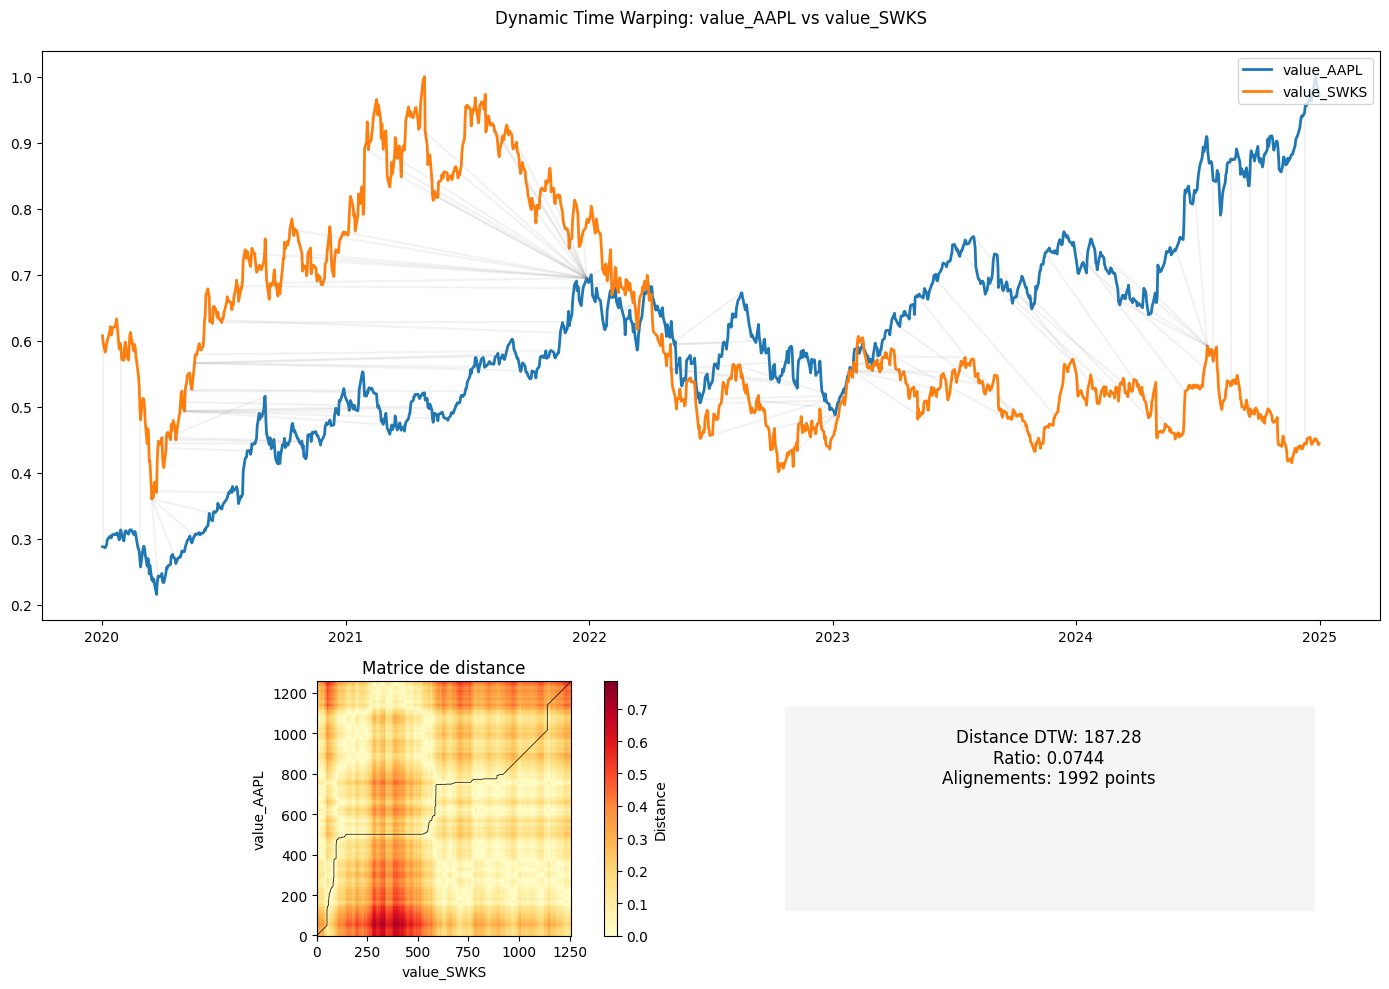 Dynamic Time Warping: value_AAPL vs value_SWKS
value_AAPL
value_SWKS
1.0
0.9
0.8
0.7
0.6
0.5
0.4
0.3
0.2
2020 2021 2022 2023 2024 2025
Matrice de distance
value_AAPL
1200
1000
800
600
400
200
0
0 250 500 750 1000 1250
value_SWKS
0.7
0.6
0.5
0.4
0.3
0.2
0.1
0.0
Distance
Distance DTW: 187.28
Ratio: 0.0744
Alignements: 1992 points